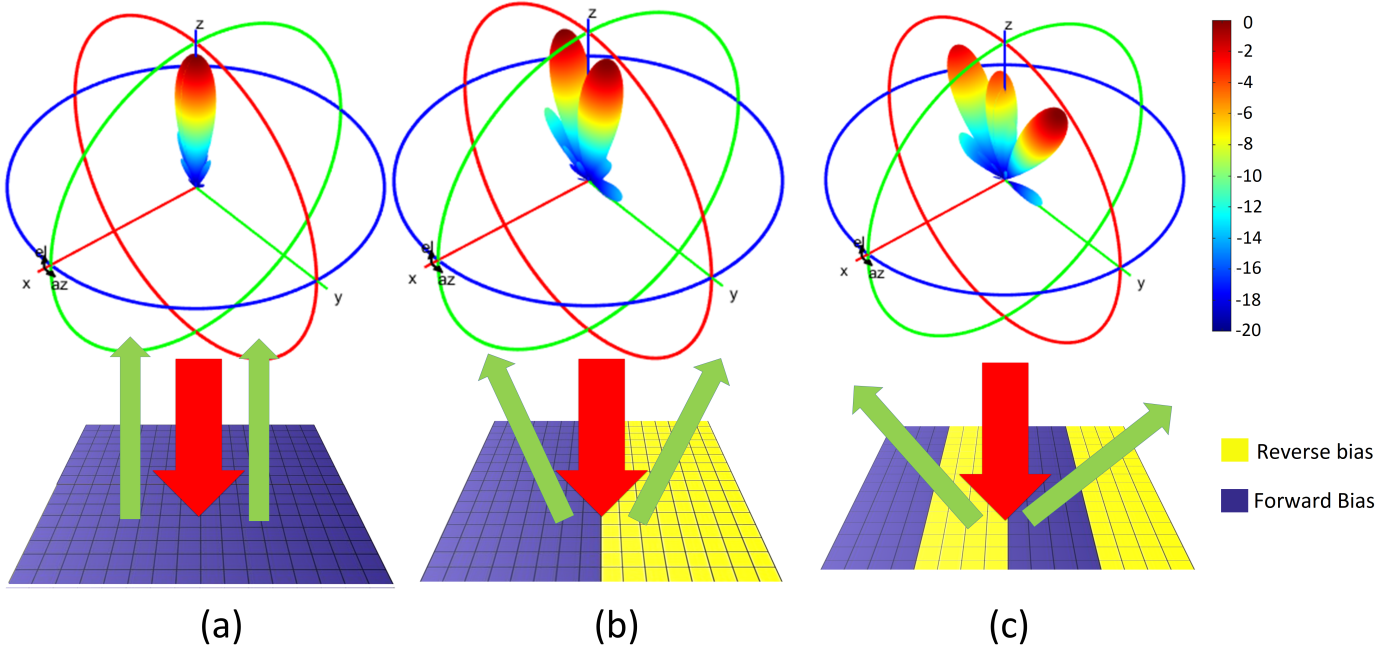 z
el
x
az
y
z
el
x
az
y
z
el
x
az
y
0
-2
-4
-6
-8
-10
-12
-14
-16
-18
-20
Reverse bias
Forward Bias
(a)
(b)
(c)